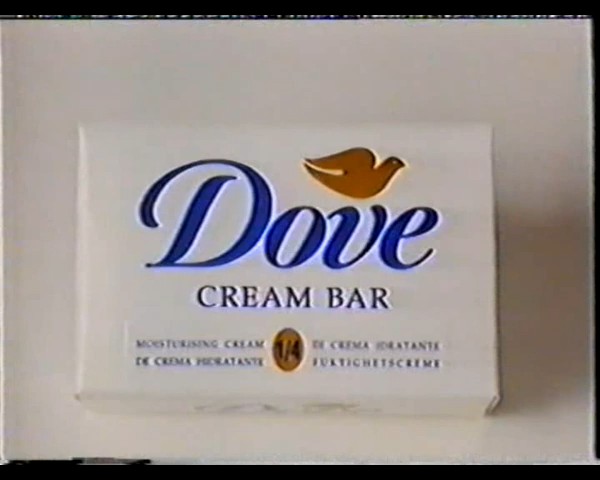 Dove
CREAM BAR
MOISTURISING CREAM 1/4 DE CREMA IDRATANTE
DE CREMA HIDRATANTE FUKTIGHETSCREME